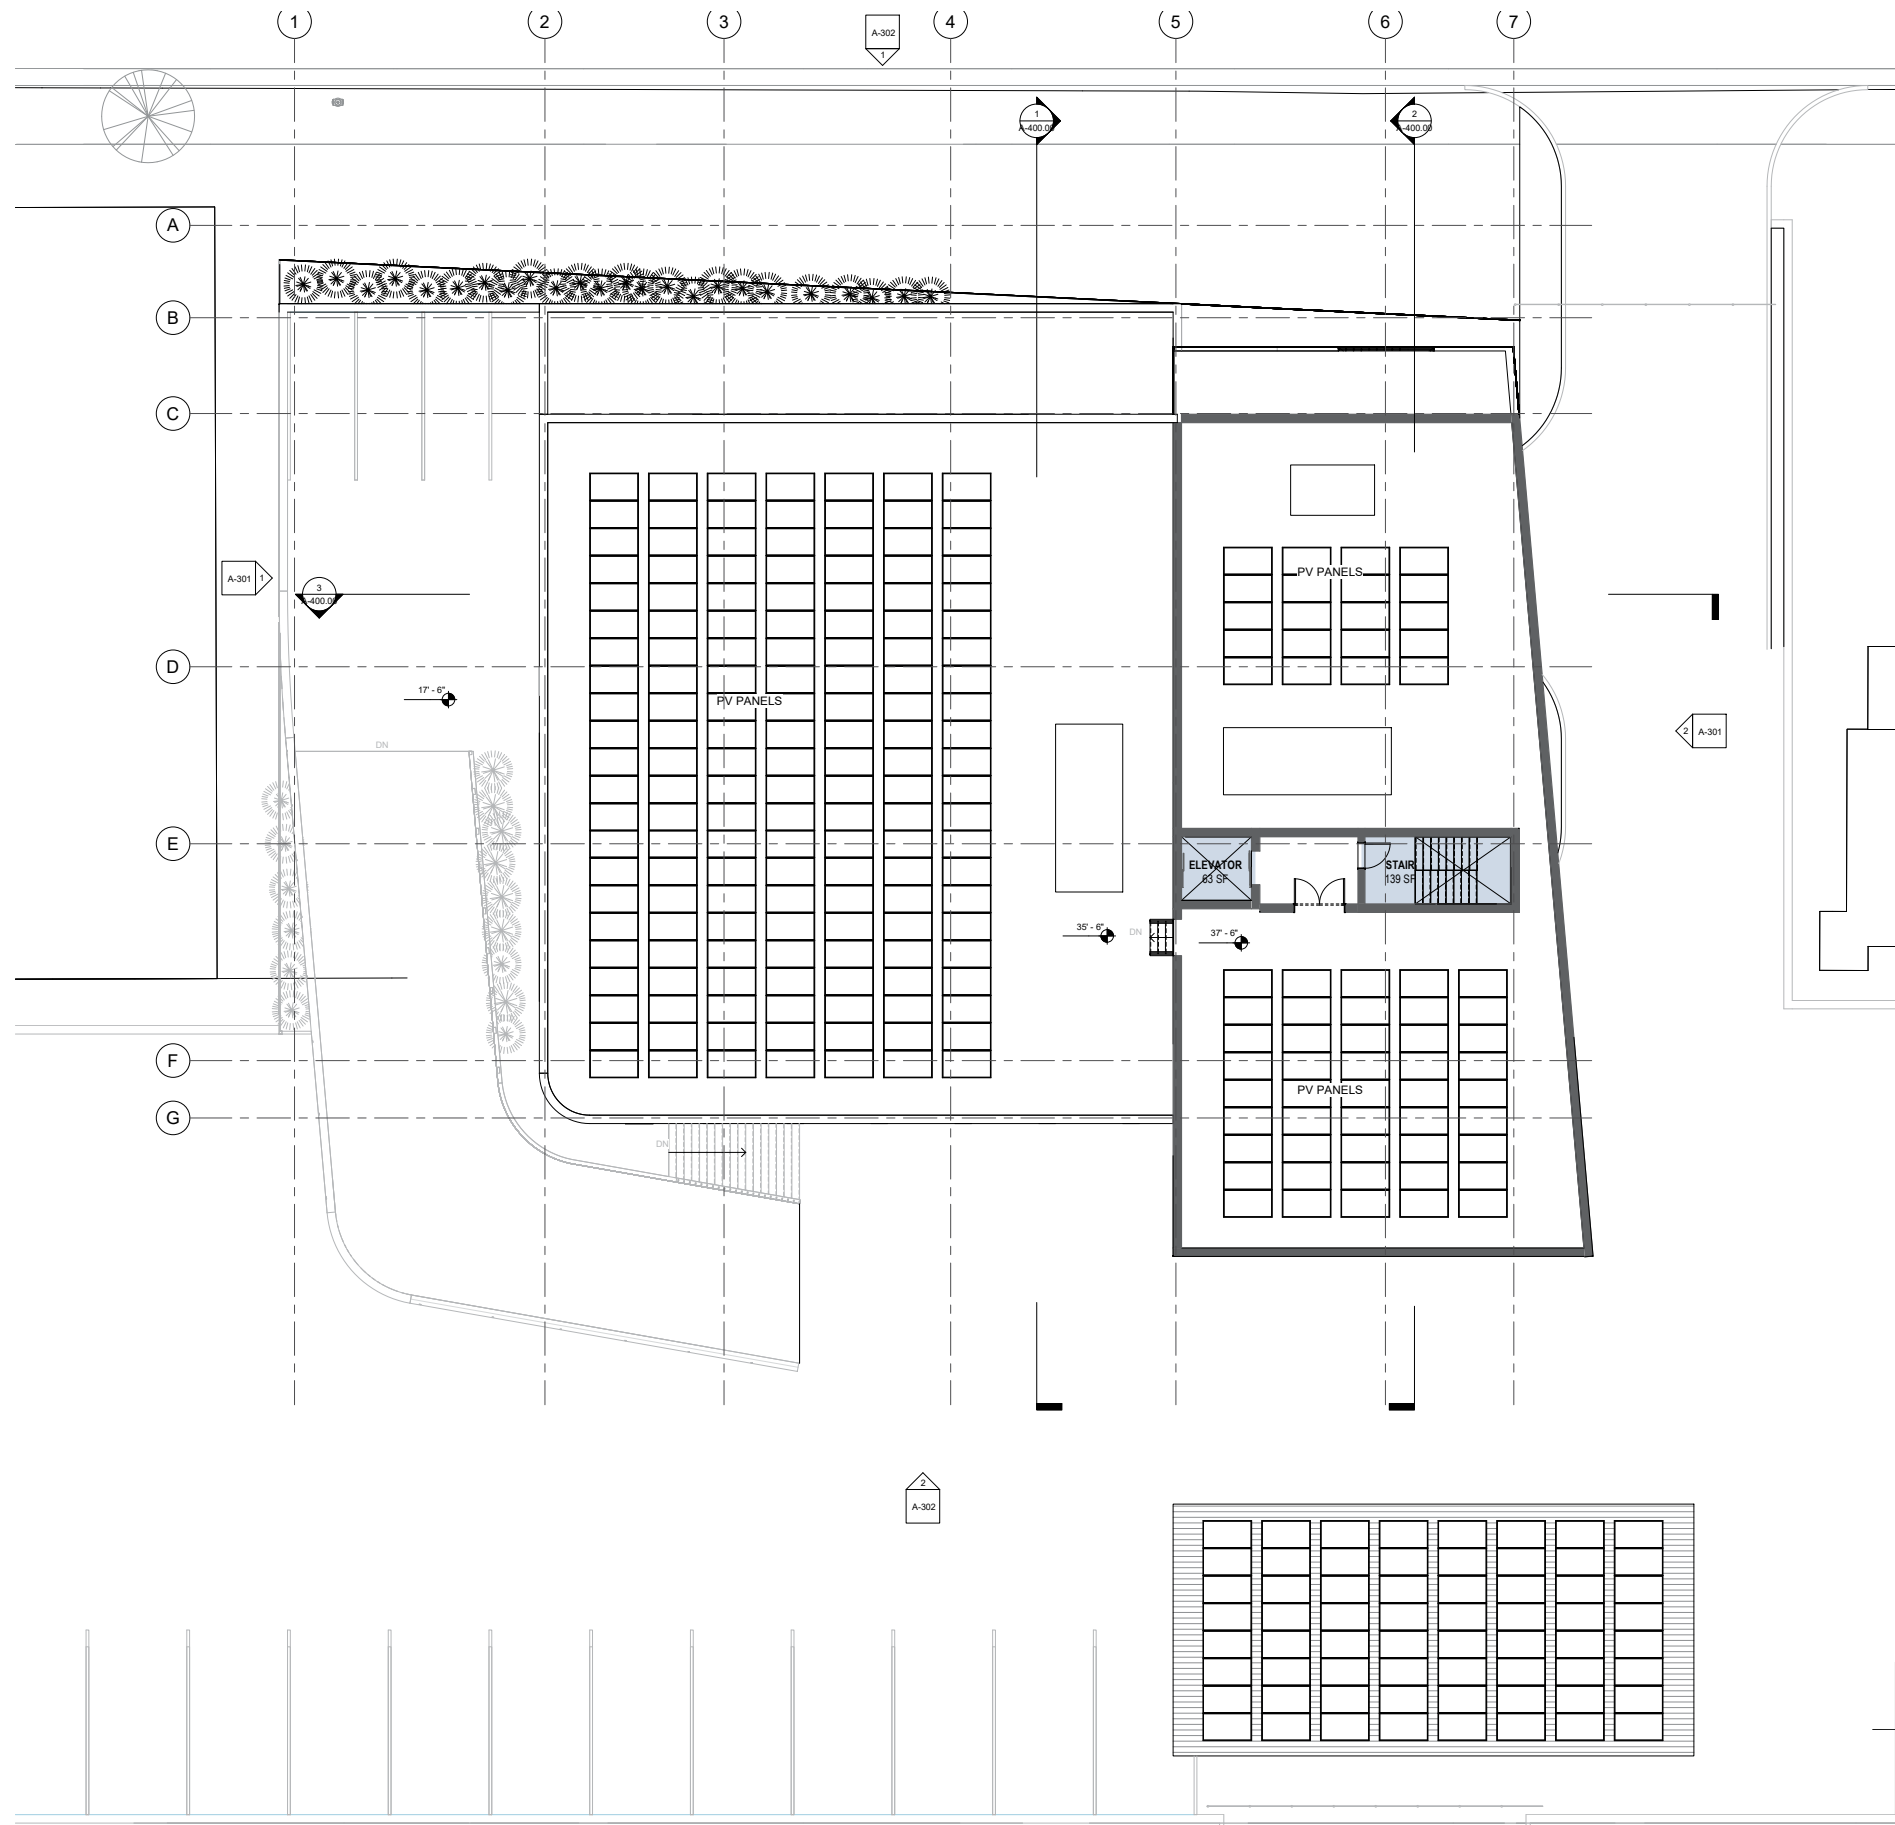 1 2 3 4 5 6 7
A-302
1
1
A-400.00
2
A-400.00
A
B
C
PV PANELS
A-301 1
3
A-400.00
D
17' - 6"
PV PANELS
2 A-301
DN
E
ELEVATOR
63 SF
STAIR
139 SF
35' - 6"
DN
37' - 6"
F
PV PANELS
G
DN
2
A-302